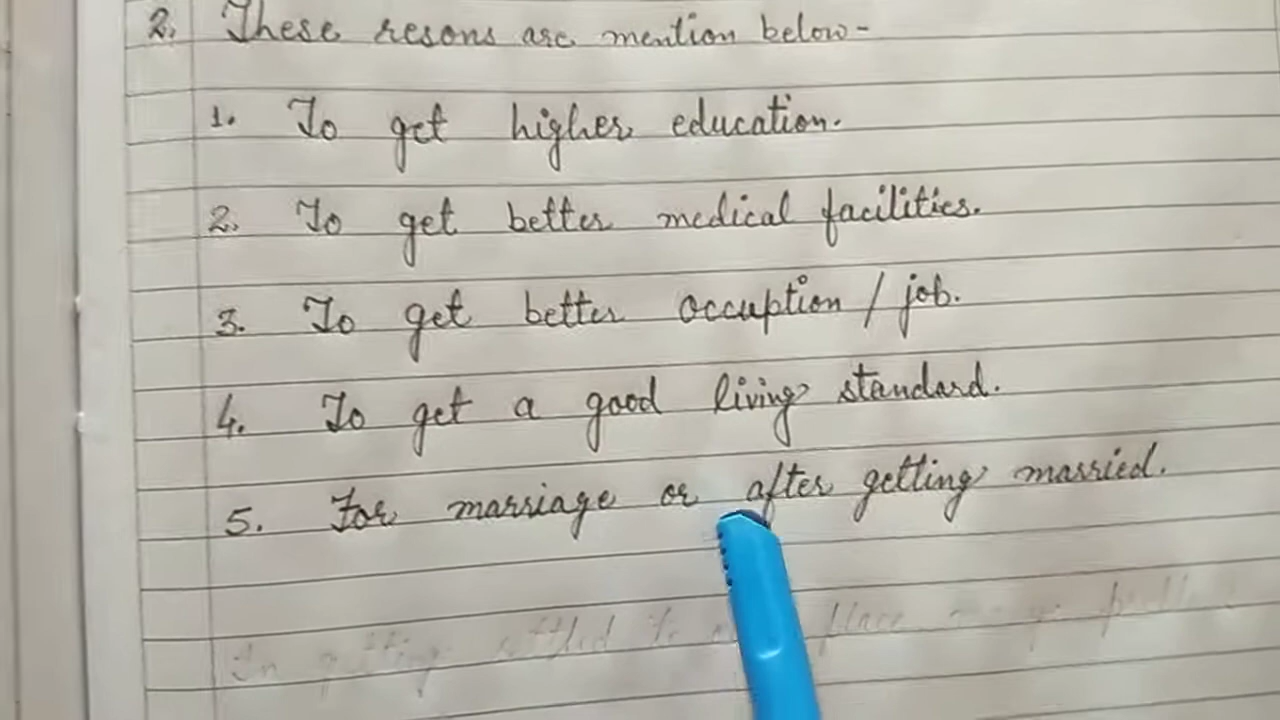 2. These resons are mention below-
1. To get higher education.
2. To get better medical facilities.
3. To get better occuption / job.
4. To get a good living standard.
5. For marriage or after getting married.